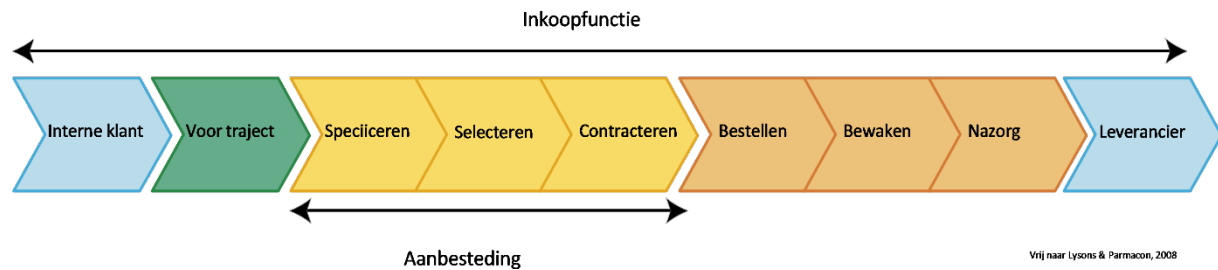 Inkoopfunctie
Interne klant
Voor traject
Speciiceren
Selecteren
Contracteren
Bestellen
Bewaken
Nazorg
Leverancier
Aanbesteding
Vrij naar Lysons & Parmacon, 2008